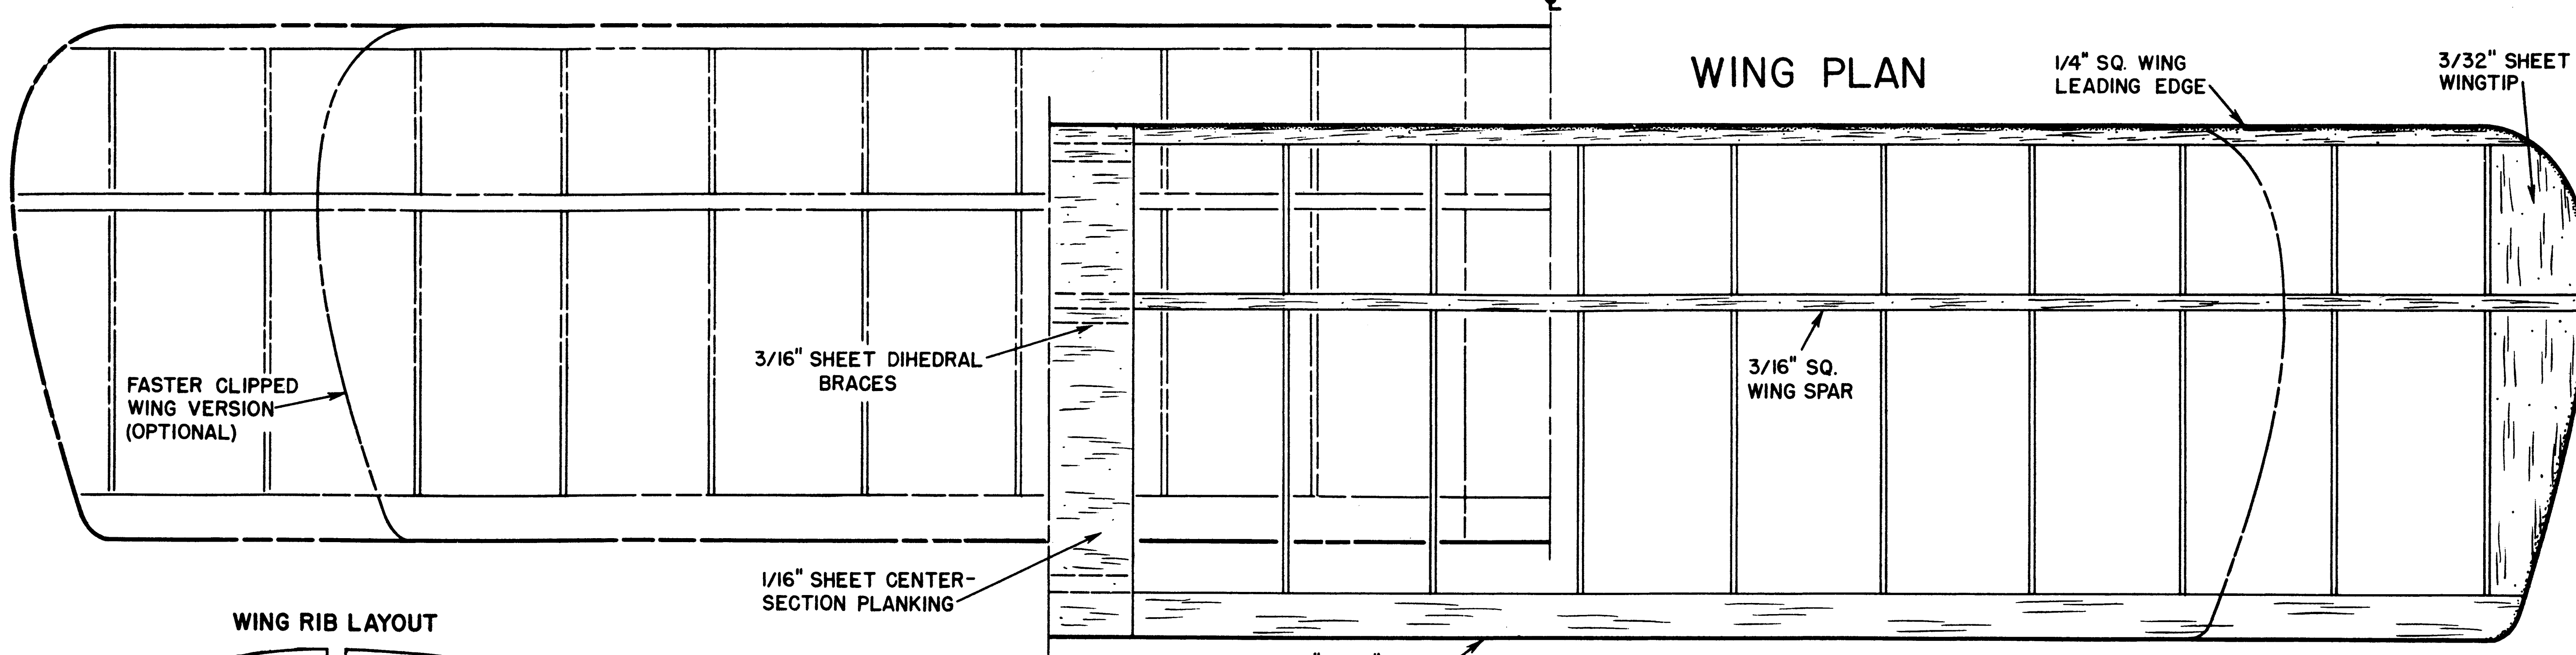 WING PLAN
1/4" SQ. WING
LEADING EDGE
3/32" SHEET
WINGTIP
3/16" SHEET DIHEDRAL
BRACES
3/16" SQ.
WING SPAR
FASTER CLIPPED
WING VERSION
(OPTIONAL)
1/16" SHEET CENTER-
SECTION PLANKING
WING RIB LAYOUT